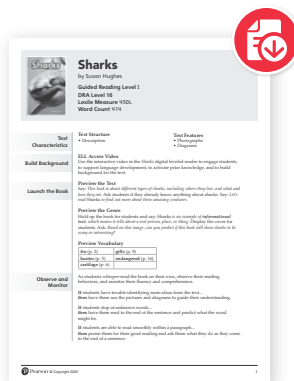 Sharks
Sharks
by Susan Hughes
Guided Reading Level I
DRA Level 16
Lexile Measure 450L
Word Count 414
Text
Characteristics
Text Structure
• Description
Text Features
• Photographs
• Diagrams
Build Background
ELL Access Video
Use the interactive video in the Sharks digital leveled reader to engage students,
to support language development, to activate prior knowledge, and to build
background for the text.
Launch the Book
Preview the Text
Say: This book is about different types of sharks, including where they live, and what and
how they eat. Ask students if they already know anything about sharks. Say: Let's
read Sharks to find out more about these amazing creatures.
Preview the Genre
Hold up the book for students and say: Sharks is an example of informational
text, which means it tells about a real person, place, or thing. Display the cover for
students. Ask: Based on this image, can you predict if this book will show sharks to be
scary or interesting?
Preview Vocabulary
fin (p. 2)
gills (p. 9)
hunter (p. 3)
endangered (p. 16)
cartilage (p. 6)
Observe and
Monitor
As students whisper-read the book on their own, observe their reading
behaviors, and monitor their fluency and comprehension.
If students have trouble identifying main ideas from the text...
then have them use the pictures and diagrams to guide their understanding.
If students stop at unknown words...
then have them read to the end of the sentence and predict what the word
might be.
If students are able to read smoothly within a paragraph...
then praise them for their good reading and ask them what they do as they come
to the end of a sentence.
Pearson © Copyright 2020
1